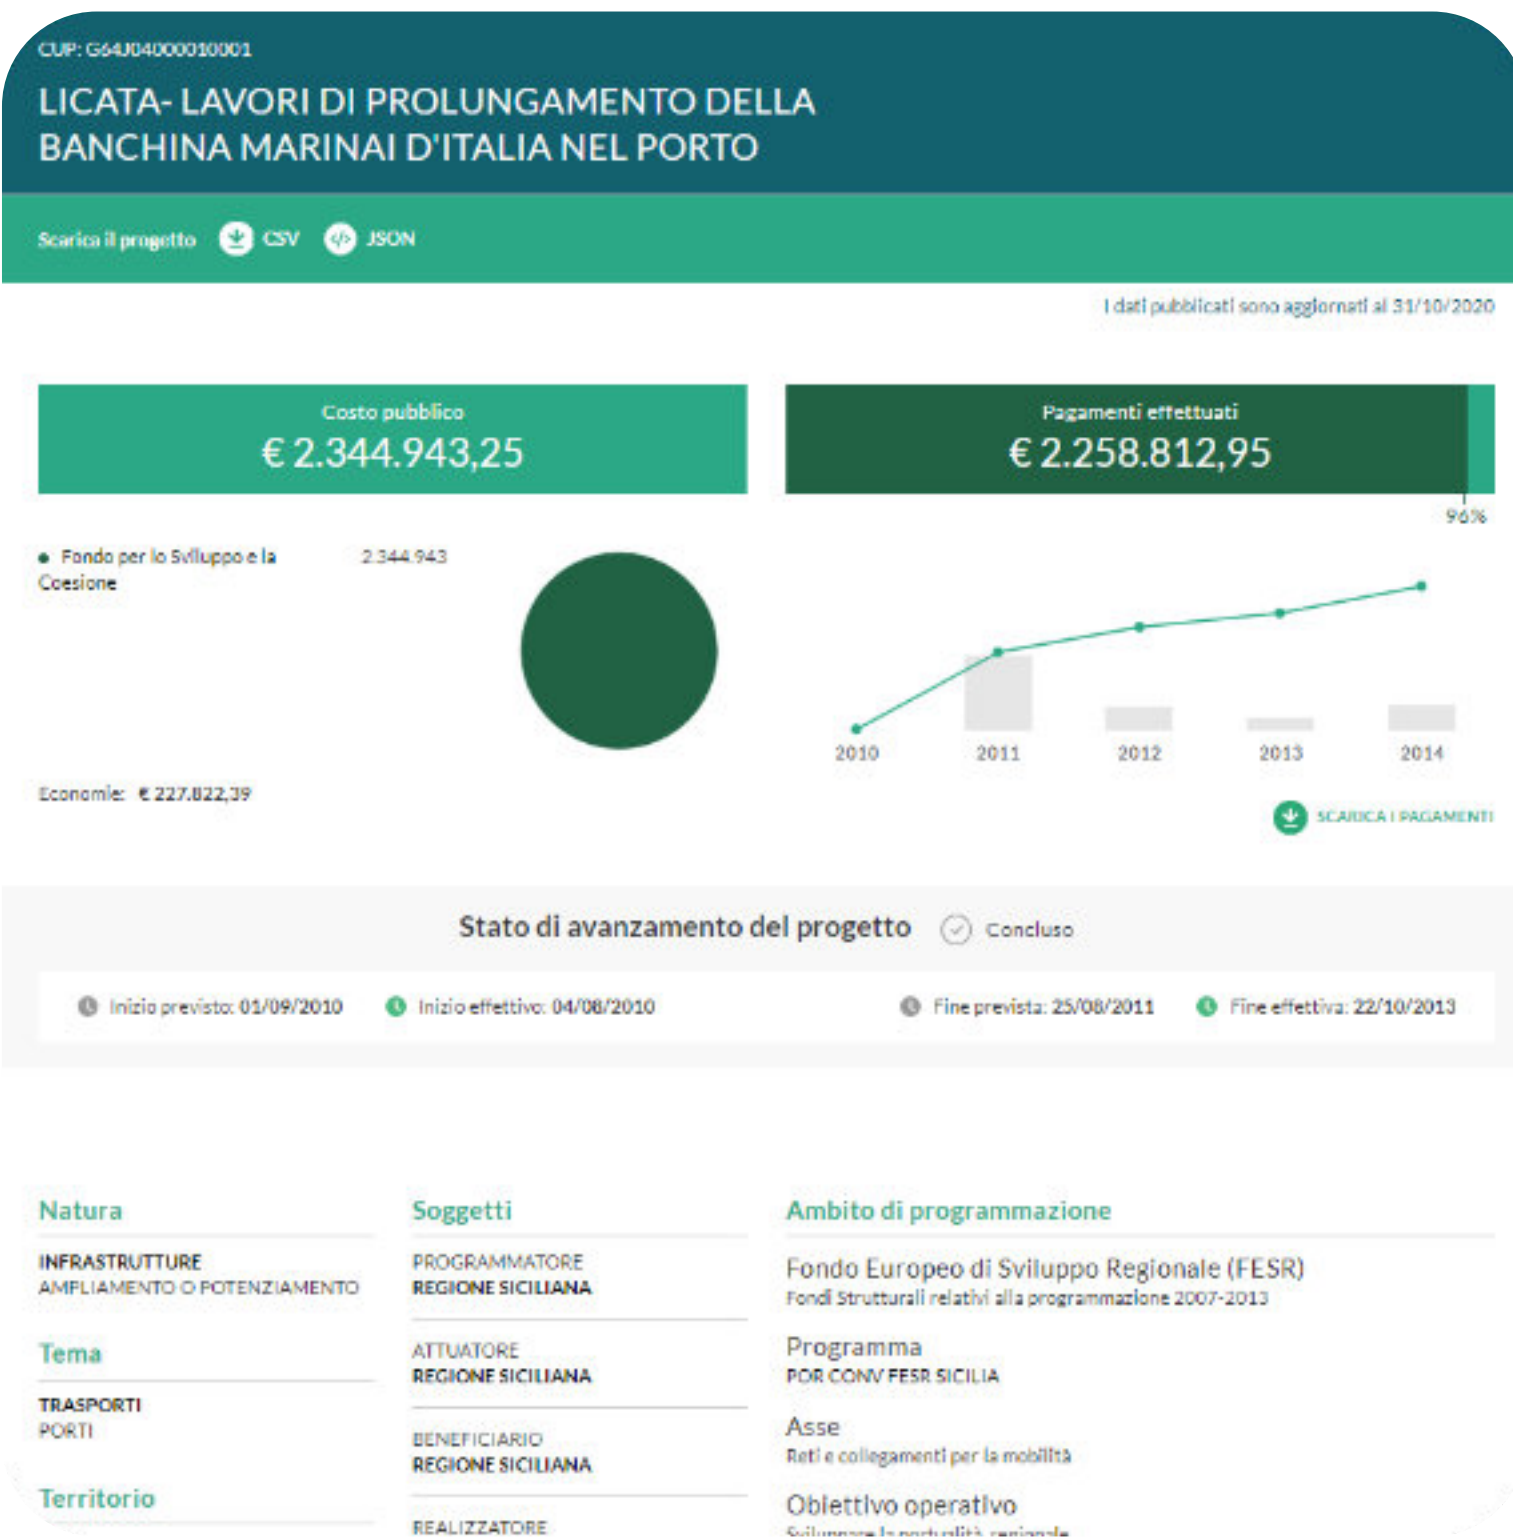 CUP: G64J04000010001
LICATA- LAVORI DI PROLUNGAMENTO DELLA
BANCHINA MARINAI D'ITALIA NEL PORTO
Scarica il progetto CSV JSON
I dati pubblicati sono aggiornati al 31/10/2020
Costo pubblico
€ 2.344.943,25
Pagamenti effettuati
€ 2.258.812,95
96%
Fondo per lo Sviluppo e la 2.344.943
Coesione
2010 2011 2012 2013 2014
Economie: € 227.822,39
SCARICA I PAGAMENTI
Stato di avanzamento del progetto Concluso
Inizio previsto: 01/09/2010 Inizio effettivo: 04/08/2010 Fine prevista: 25/08/2011 Fine effettiva: 22/10/2013
Natura
INFRASTRUTTURE
AMPLIAMENTO O POTENZIAMENTO
Tema
TRASPORTI
PORTI
Territorio
Soggetti
PROGRAMMATORE
REGIONE SICILIANA
ATTUATORE
REGIONE SICILIANA
BENEFICIARIO
REGIONE SICILIANA
REALIZZATORE
Ambito di programmazione
Fondo Europeo di Sviluppo Regionale (FESR)
Fondi Strutturali relativi alla programmazione 2007-2013
Programma
POR CONV FESR SICILIA
Asse
Reti e collegamenti per la mobilità
Obiettivo operativo
Sviluppare la portualità regionale